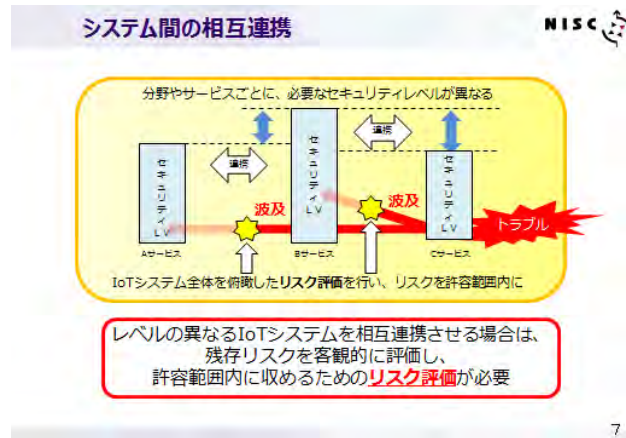 システム間の相互連携
NISC
分野やサービスごとに、必要なセキュリティレベルが異なる
連携
連携
セキュリティLV
セキュリティLV
セキュリティLV
波及
波及
トラブル
Aサービス
Bサービス
Cサービス
IoTシステム全体を俯瞰したリスク評価を行い、リスクを許容範囲内に
レベルの異なるIoTシステムを相互連携させる場合は、
残存リスクを客観的に評価し、
許容範囲内に収めるためのリスク評価が必要
7